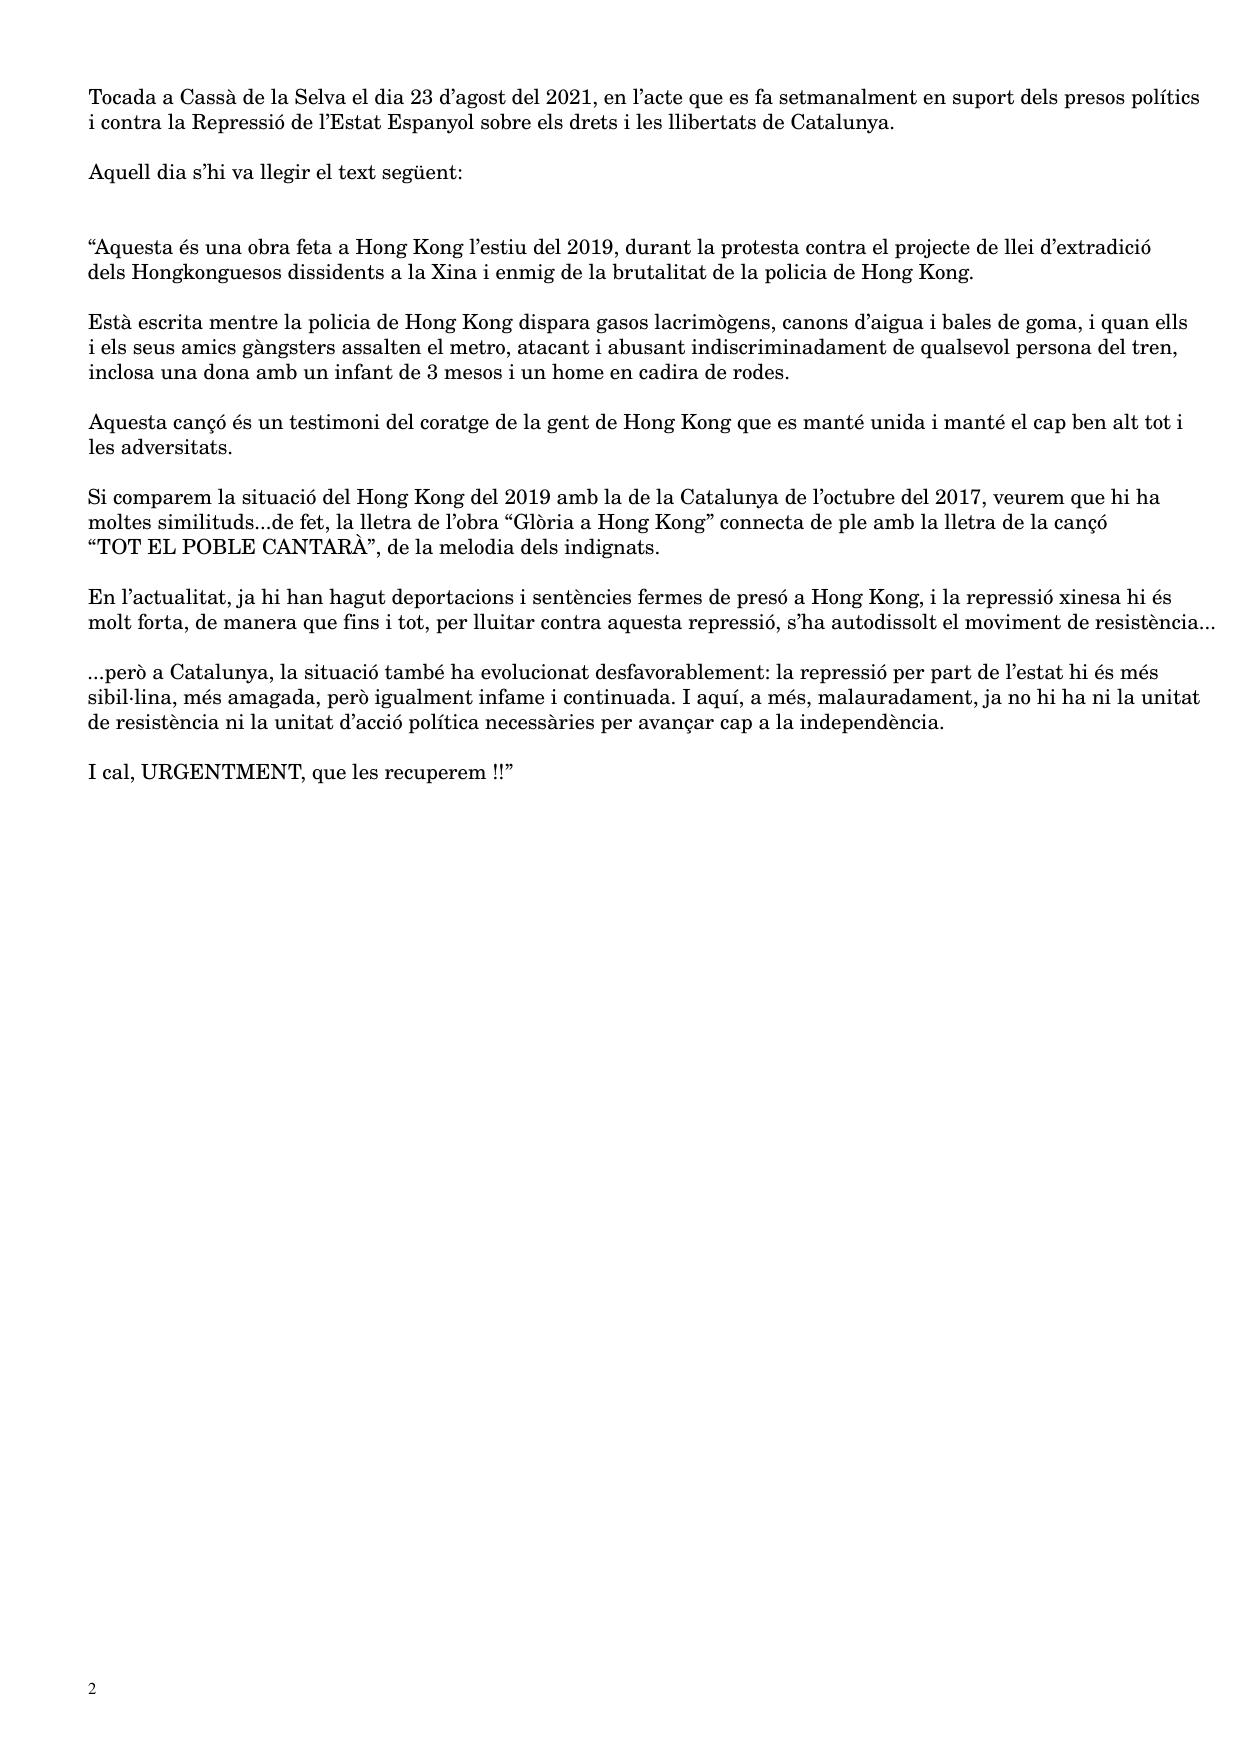 Tocada a Cassà de la Selva el dia 23 d’agost del 2021, en l’acte que es fa setmanalment en suport dels presos polítics
i contra la Repressió de l’Estat Espanyol sobre els drets i les llibertats de Catalunya.
Aquell dia s’hi va llegir el text següent:
“Aquesta és una obra feta a Hong Kong l’estiu del 2019, durant la protesta contra el projecte de llei d’extradició
dels Hongkonguesos dissidents a la Xina i enmig de la brutalitat de la policia de Hong Kong.
Està escrita mentre la policia de Hong Kong dispara gasos lacrimògens, canons d’aigua i bales de goma, i quan ells
i els seus amics gàngsters assalten el metro, atacant i abusant indiscriminadament de qualsevol persona del tren,
inclosa una dona amb un infant de 3 mesos i un home en cadira de rodes.
Aquesta cançó és un testimoni del coratge de la gent de Hong Kong que es manté unida i manté el cap ben alt tot i
les adversitats.
Si comparem la situació del Hong Kong del 2019 amb la de la Catalunya de l’octubre del 2017, veurem que hi ha
moltes similituds...de fet, la lletra de l’obra “Glòria a Hong Kong” connecta de ple amb la lletra de la cançó
“TOT EL POBLE CANTARÀ”, de la melodia dels indignats.
En l’actualitat, ja hi han hagut deportacions i sentències fermes de presó a Hong Kong, i la repressió xinesa hi és
molt forta, de manera que fins i tot, per lluitar contra aquesta repressió, s’ha autodissolt el moviment de resistència...
...però a Catalunya, la situació també ha evolucionat desfavorablement: la repressió per part de l’estat hi és més
sibil·lina, més amagada, però igualment infame i continuada. I aquí, a més, malauradament, ja no hi ha ni la unitat
de resistència ni la unitat d’acció política necessàries per avançar cap a la independència.
I cal, URGENTMENT, que les recuperem !!”
2